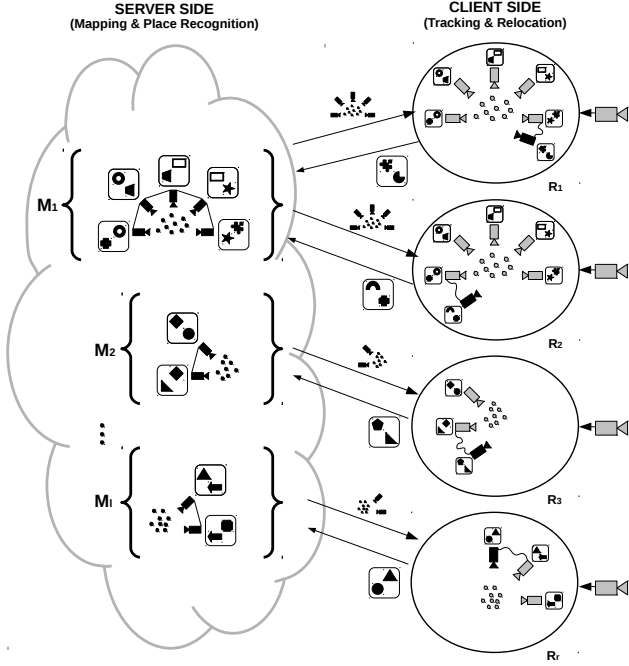 SERVER SIDE
(Mapping & Place Recognition)
CLIENT SIDE
(Tracking & Relocation)
M1
R1
R2
M2
R3
Ml
Rr